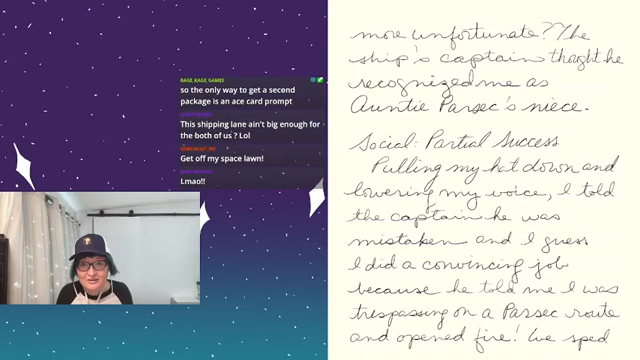 RAGE_KAGE_GAMES
so the only way to get a second
package is an ace card prompt
This shipping lane ain't big enough for
the both of us ? Lol
Get off my space lawn!
Lmao!!
more unfortunate? The
ship's captain thought he
recognized me as
Auntie Parsec's niece.
Social: Partial Success
Pulling my hat down and
lowering my voice, I told
the captain he was
mistaken and I guess
I did a convincing job
because he told me I was
trespassing on a Parsec route
and opened fire! We sped